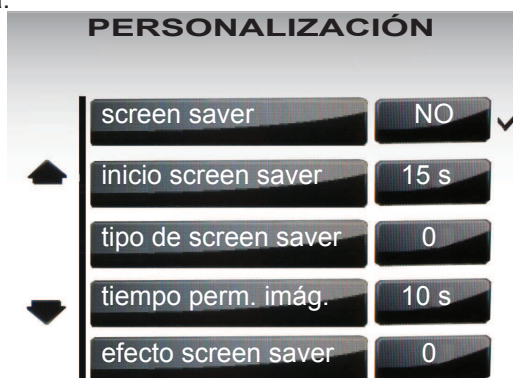 PERSONALIZACIÓN
screen saver NO
inicio screen saver 15 s
tipo de screen saver 0
tiempo perm. imág. 10 s
efecto screen saver 0